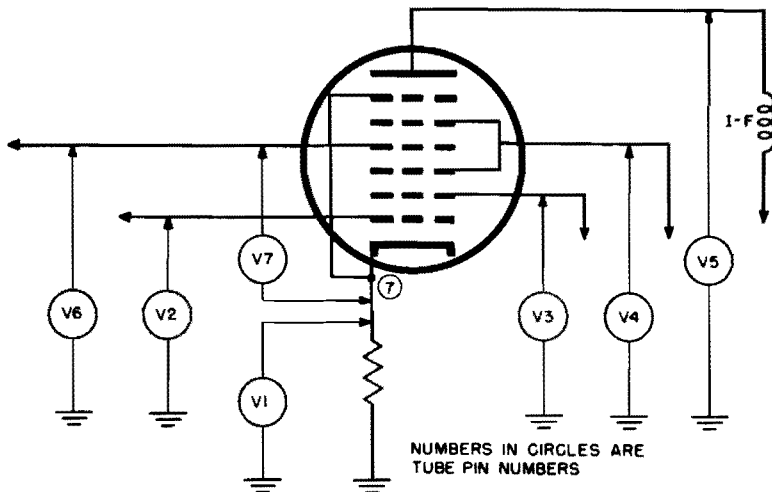 I-F
V7
7
V5
V6
V2
V3
V4
V1
NUMBERS IN CIRCLES ARE
TUBE PIN NUMBERS